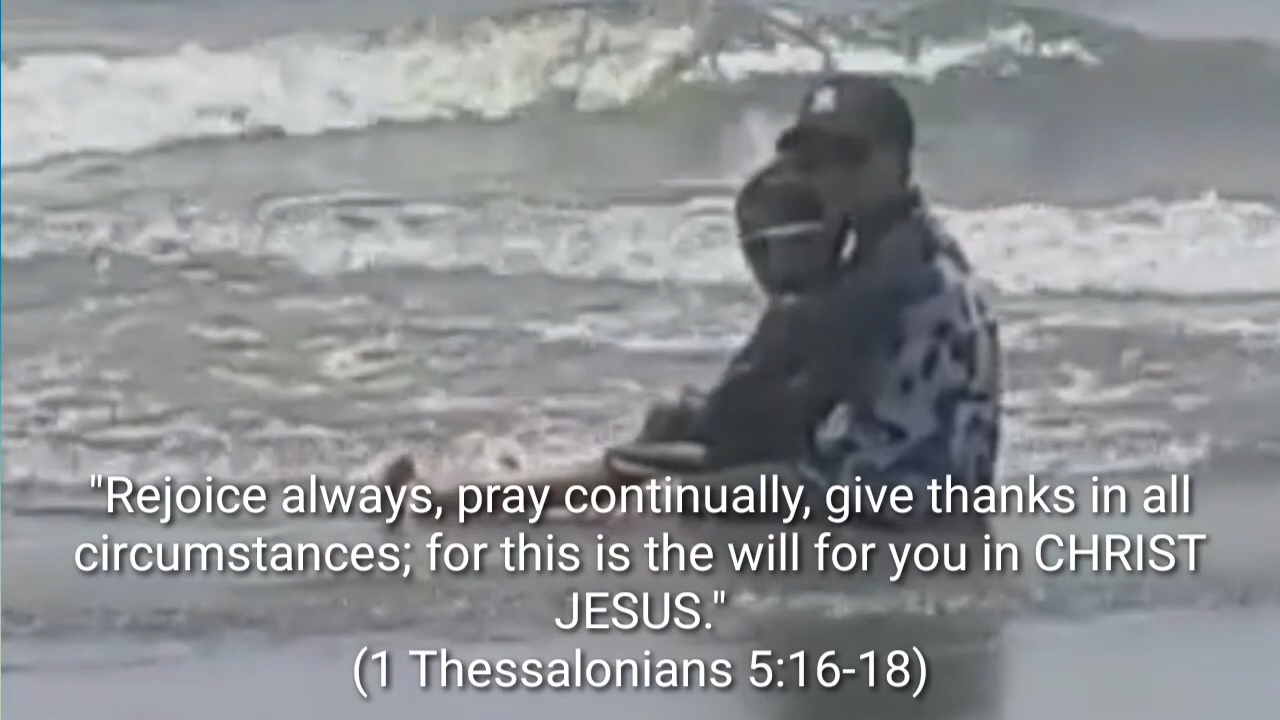 "Rejoice always, pray continually, give thanks in all
circumstances; for this is the will for you in CHRIST
JESUS."
(1 Thessalonians 5:16-18)